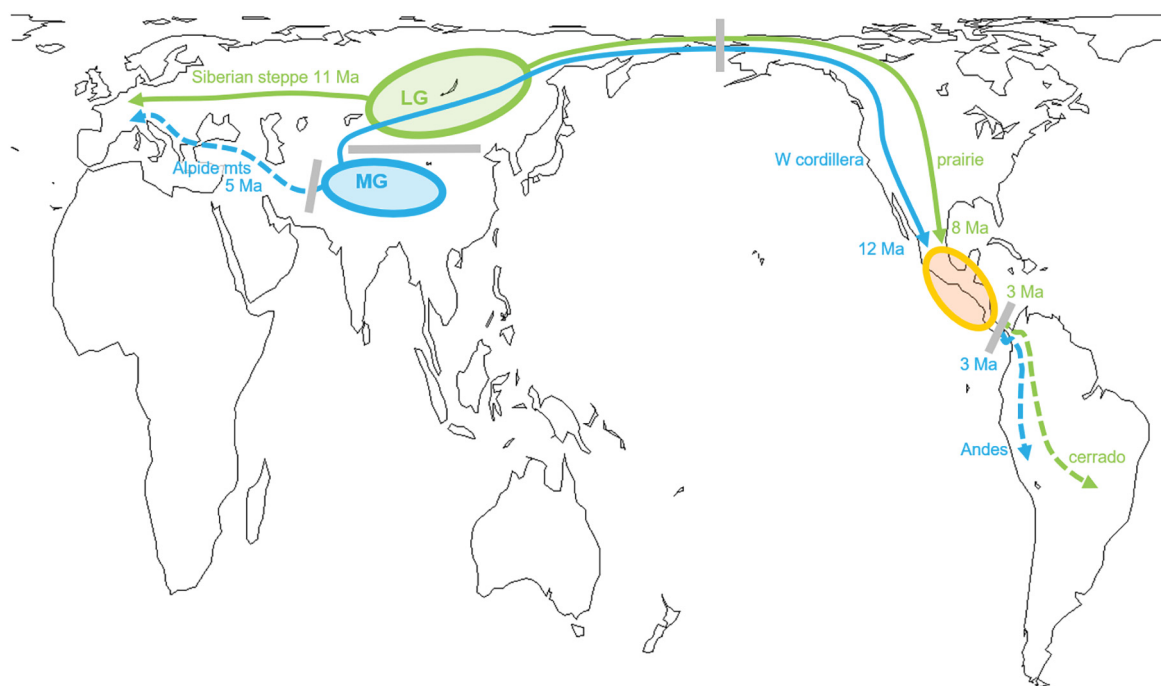 Siberian steppe 11 Ma
LG
W cordillera
prairie
Alpide mts
5 Ma
MG
8 Ma
12 Ma
3 Ma
3 Ma
Andes
cerrado